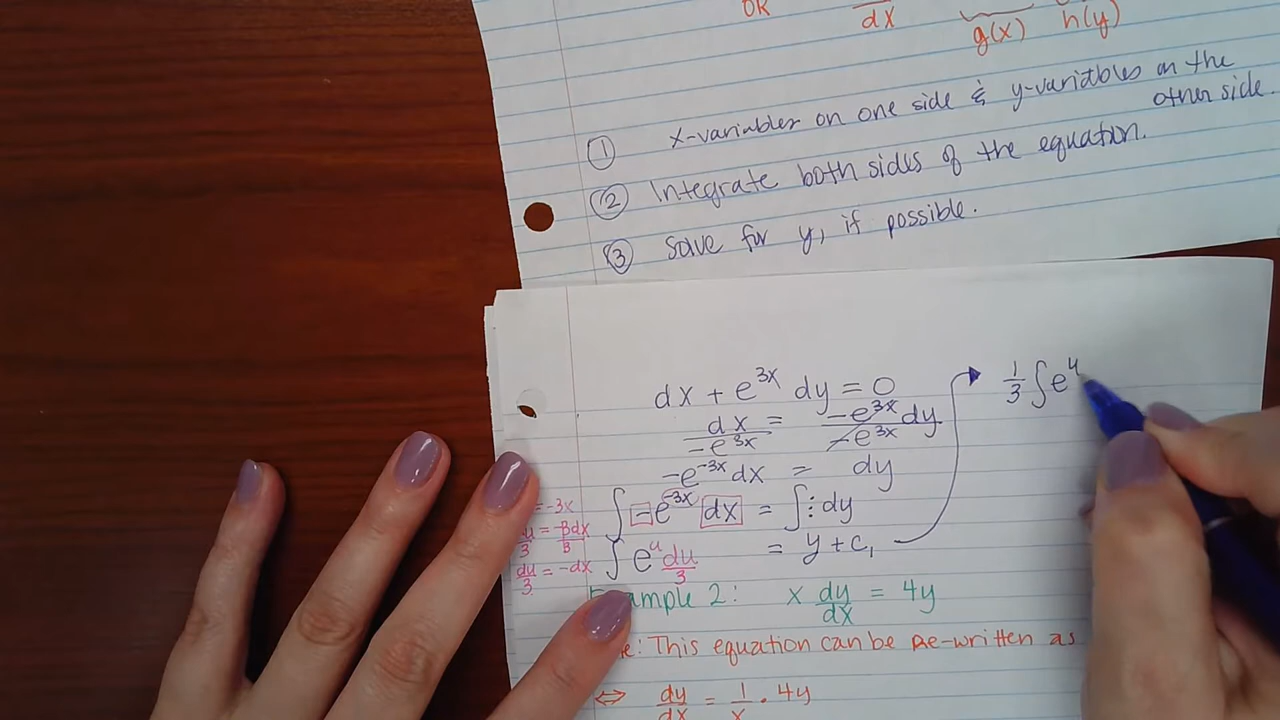 OR dx g(x) h(y)
① x-variables on one side & y-variables on the
other side.
② Integrate both sides of the equation.
③ Solve for y, if possible.
dx + e^{3x} dy = 0
dx / -e^{3x} = -e^{3x} dy / -e^{3x}
-e^{-3x} dx = dy
∫ -e^{-3x} dx = ∫ dy
= -3x
= -3dx / 3
du/3 = -dx
∫ e^u du/3 = y + c₁
1/3 ∫ e^u
ample 2: x dy/dx = 4y
e: This equation can be re-written as
⇔ dy/dx = 1/x · 4y